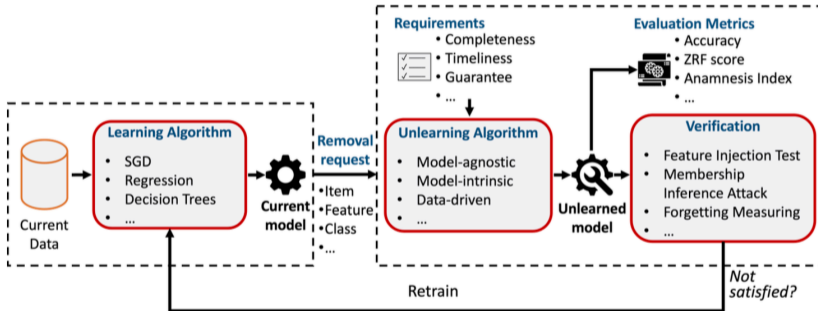 Requirements
• Completeness
• Timeliness
• Guarantee
• ...
Evaluation Metrics
• Accuracy
• ZRF score
• Anamnesis Index
• ...
Current
Data
Learning Algorithm
• SGD
• Regression
• Decision Trees
• ...
Current
model
Removal
request
•Item
•Feature
•Class
•...
Unlearning Algorithm
• Model-agnostic
• Model-intrinsic
• Data-driven
• ...
Unlearned
model
Verification
• Feature Injection Test
• Membership
Inference Attack
• Forgetting Measuring
• ...
Retrain
Not
satisfied?